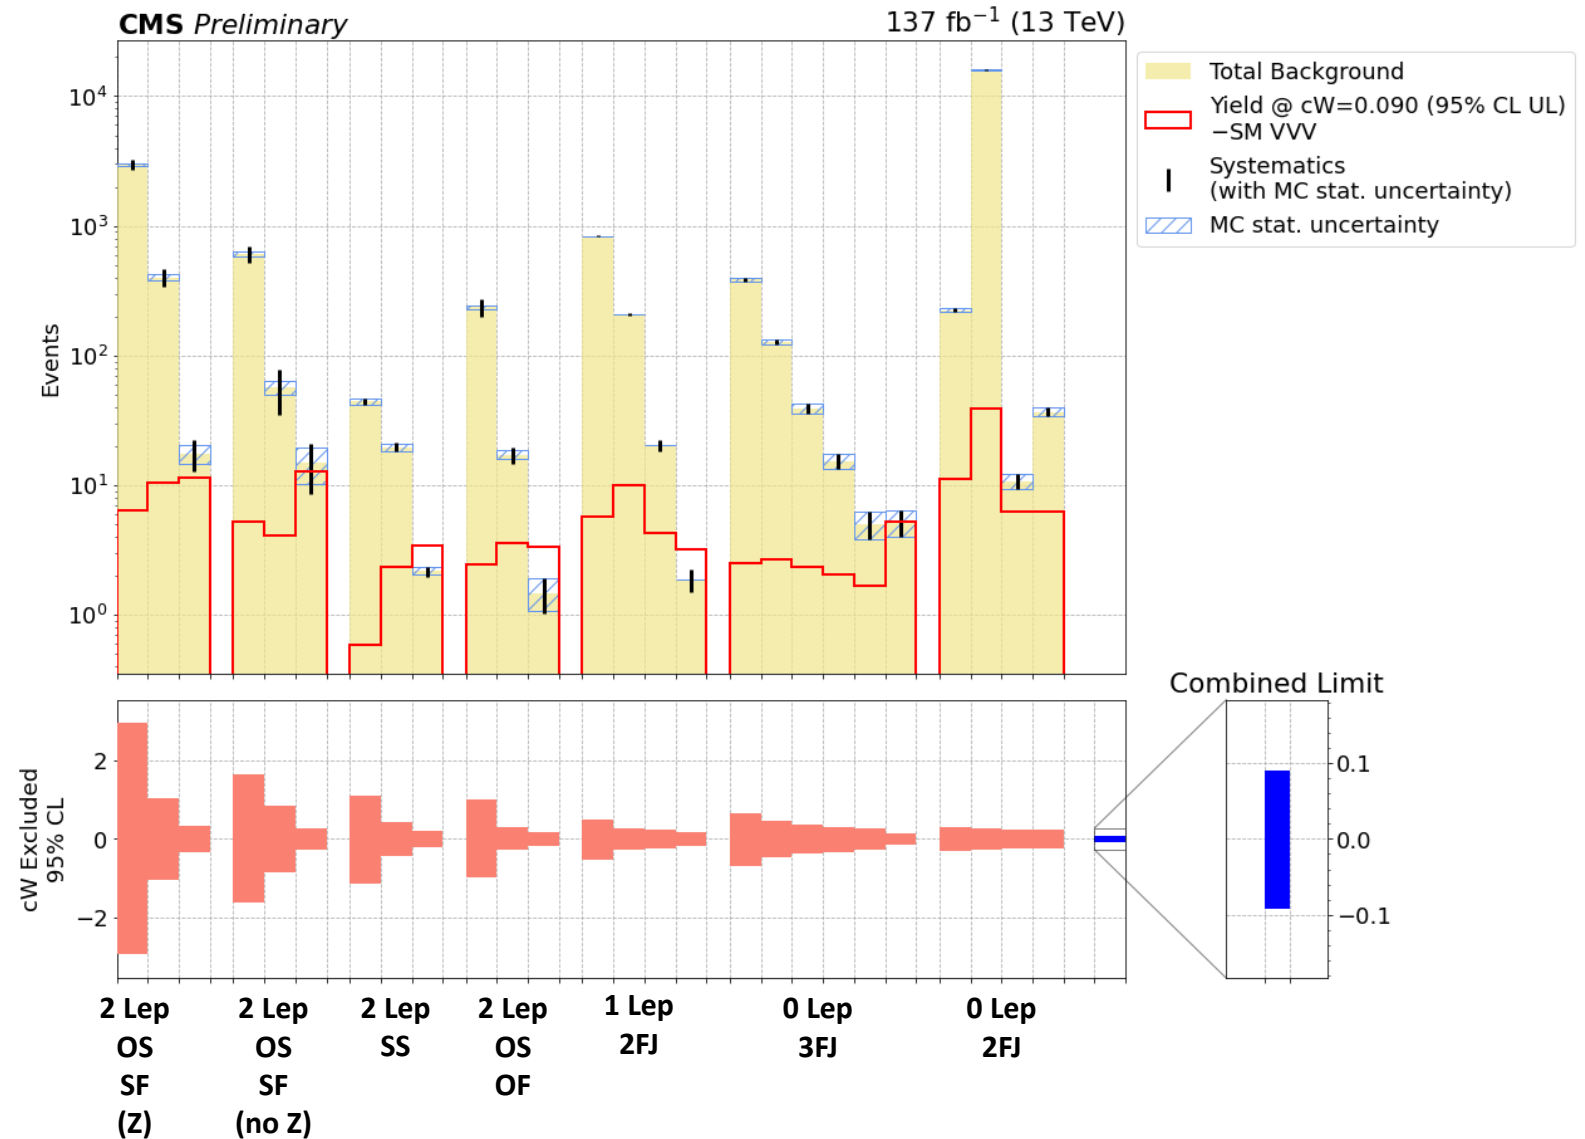 CMS Preliminary
137 fb⁻¹ (13 TeV)
Total Background
Yield @ cW=0.090 (95% CL UL)
−SM VVV
Systematics
(with MC stat. uncertainty)
MC stat. uncertainty
Events
10⁴
10³
10²
10¹
10⁰
cW Excluded
95% CL
2
0
−2
Combined Limit
0.1
0.0
−0.1
2 Lep
OS
SF
(Z)
2 Lep
OS
SF
(no Z)
2 Lep
SS
2 Lep
OS
OF
1 Lep
2FJ
0 Lep
3FJ
0 Lep
2FJ